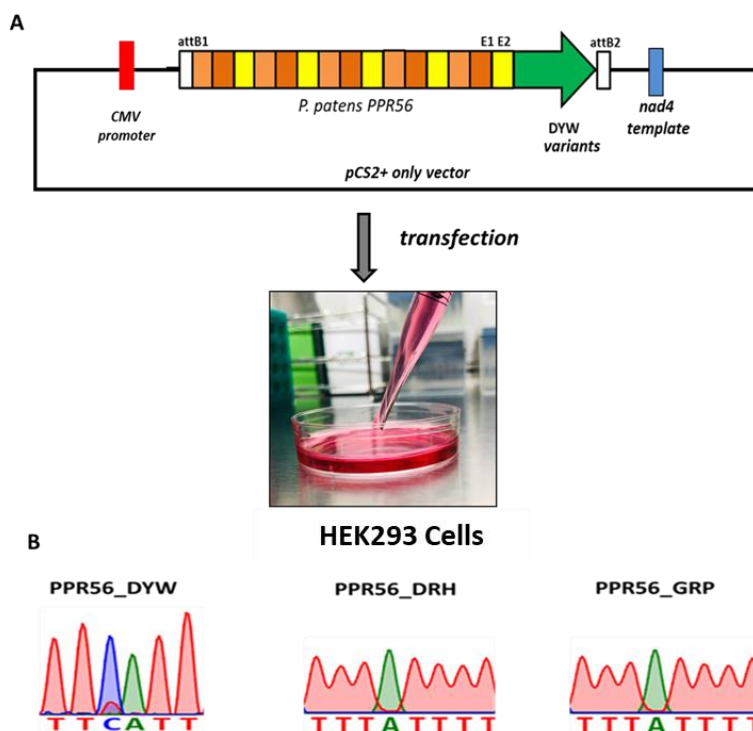 A
attB1
E1 E2
attB2
CMV
promoter
P. patens PPR56
DYW
variants
nad4
template
pCS2+ only vector
transfection
HEK293 Cells
B
PPR56_DYW
PPR56_DRH
PPR56_GRP
T T C A T T
T T T A T T T T
T T T A T T T T